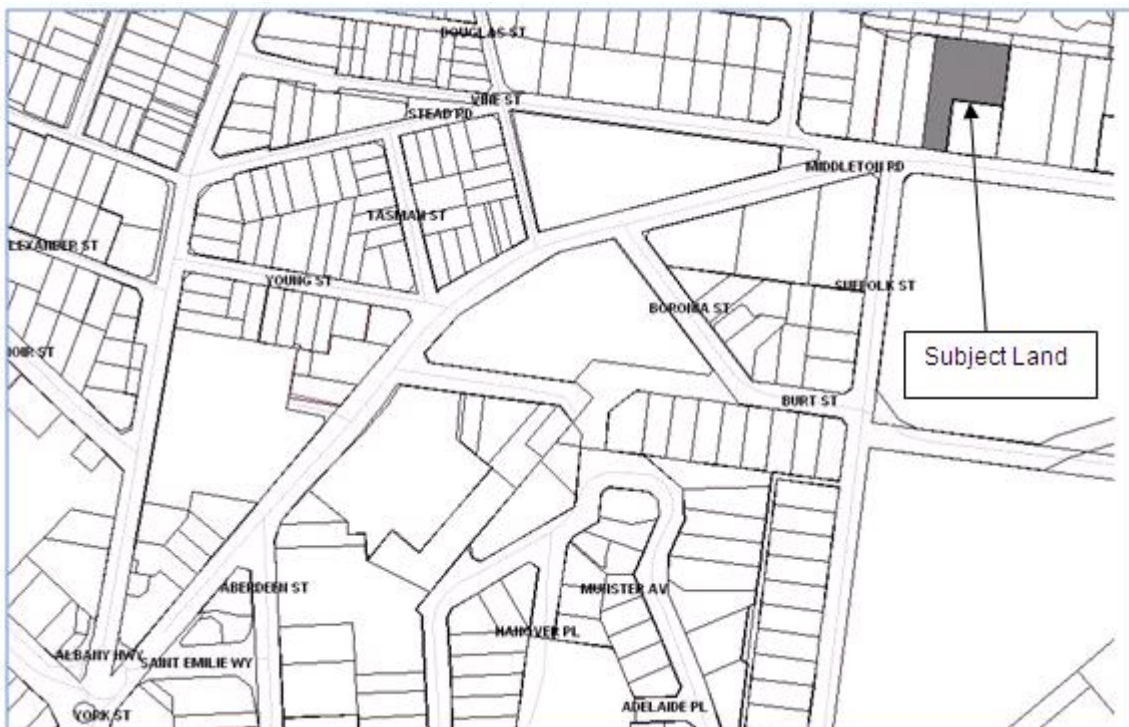 DOUGLAS ST
VINE ST
STEAD RD
MIDDLETON RD
TASMAN ST
YOUNG ST
SUFFOLK ST
BORONIA ST
Subject Land
BURT ST
ABERDEEN ST
MUNSTER AV
HANOVER PL
ALBANY HWY
SAINT EMILIE WY
ADELAIDE PL
YORK ST